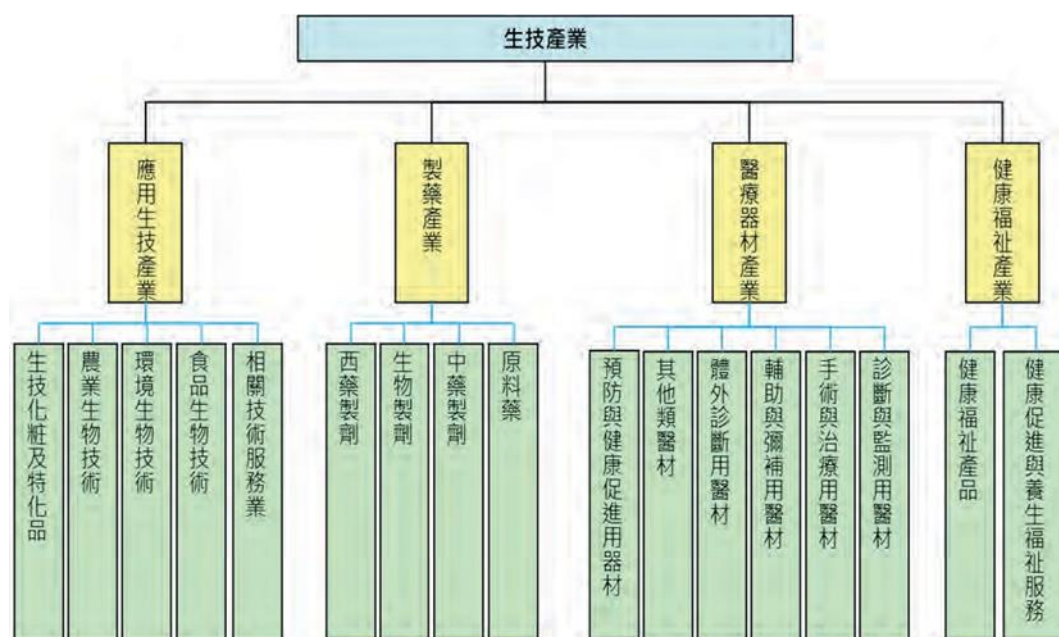 生技產業
應用生技產業
製藥產業
醫療器材產業
健康福祉產業
生技化粧及特化品
農業生物技術
環境生物技術
食品生物技術
相關技術服務業
西藥製劑
生物製劑
中藥製劑
原料藥
預防與健康促進用器材
其他類醫材
體外診斷用醫材
輔助與彌補用醫材
手術與治療用醫材
診斷與監測用醫材
健康福祉產品
健康促進與養生福祉服務